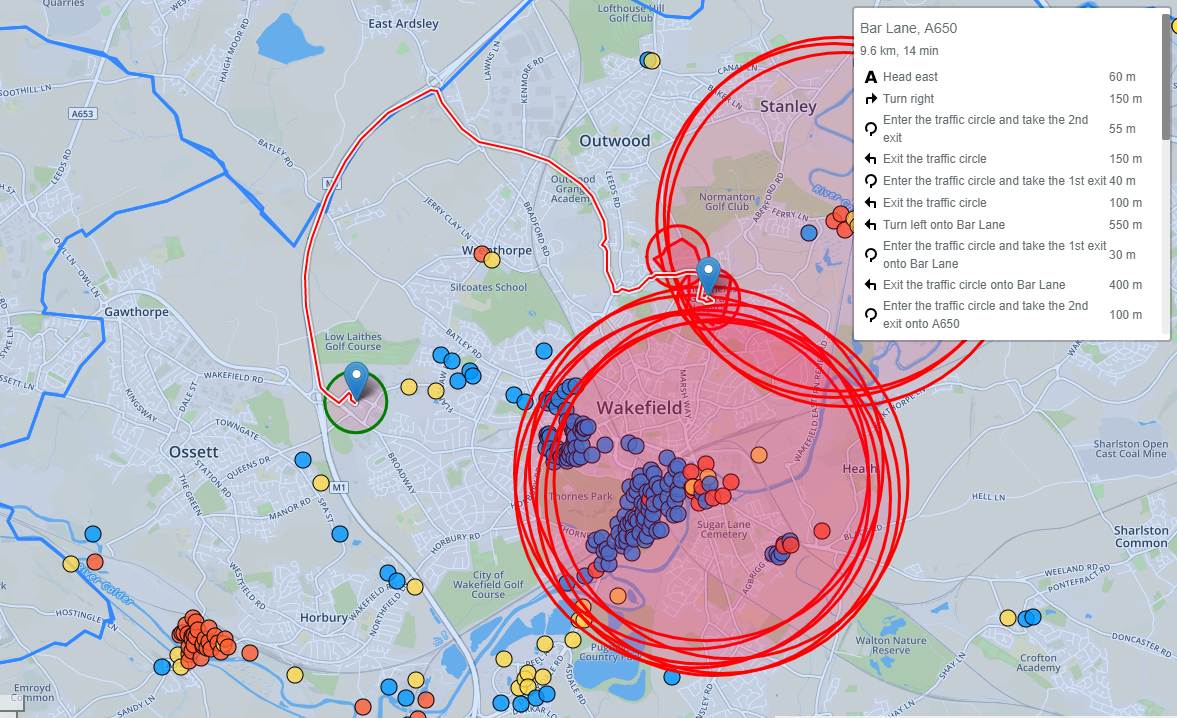 Quarries
East Ardsley
Lofthouse Hill
Golf Club
HAIGH MOOR RD
LAWNS LN
KENMORE RD
CANAL LN
BAKER LN
SOOTHILL LN
A653
LEEDS RD
BATLEY RD
Stanley
Outwood
Outwood
Grange
Academy
LEEDS RD
Normanton
Golf Club
ABERFORD RD
FERRY LN
JERRY CLAY LN
BRADFORD RD
OWL LN
Silcoates School
Gawthorpe
Low Laithes
Golf Course
BATLEY RD
WAKEFIELD RD
DALE ST
KINGSWAY
TOWNGATE
Wakefield
MARSH WAY
WAKEFIELD EASTERN RELIEF RD
Ossett
STATION RD
QUEENS DR
THE GREEN
MANOR RD
M1
BROADWAY
SPA ST
Thornes Park
Heath
Sharlston Open
Cast Coal Mine
HELL LN
Sugar Lane
Cemetery
Sharlston
Common
HORBURY RD
AGBRIGG RD
City of
Wakefield Golf
Course
WEELAND RD
PONTEFRACT RD
River Calder
WESTFIELD RD
WAKEFIELD RD
NORTHFIELD
HOSTINGLEY LN
Horbury
Walton Nature
Reserve
DONCASTER RD
SHAY LN
Crofton
Academy
Country Park
ASDALE RD
Emroyd
Common
SANDY LN
Bar Lane, A650
9.6 km, 14 min
A Head east 60 m
Turn right 150 m
Enter the traffic circle and take the 2nd
exit 55 m
Exit the traffic circle 150 m
Enter the traffic circle and take the 1st exit 40 m
Exit the traffic circle 100 m
Turn left onto Bar Lane 550 m
Enter the traffic circle and take the 1st exit
onto Bar Lane 30 m
Exit the traffic circle onto Bar Lane 400 m
Enter the traffic circle and take the 2nd
exit onto A650 100 m